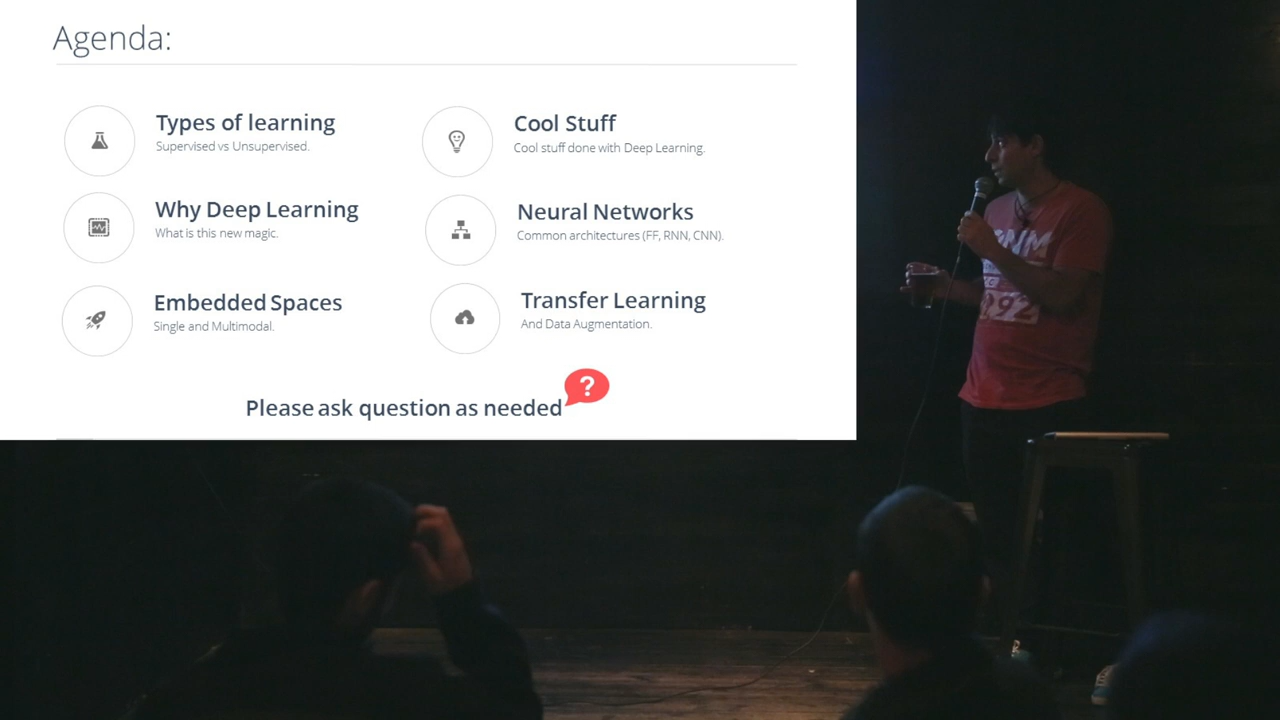 Agenda:
Types of learning
Supervised vs Unsupervised.
Why Deep Learning
What is this new magic.
Embedded Spaces
Single and Multimodal.
Cool Stuff
Cool stuff done with Deep Learning.
Neural Networks
Common architectures (FF, RNN, CNN).
Transfer Learning
And Data Augmentation.
?
Please ask question as needed